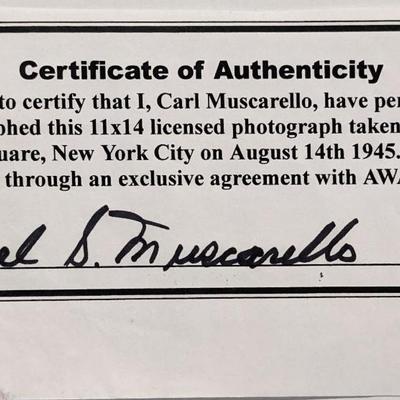 Certificate of Authenticity
to certify that I, Carl Muscarello, have per
phed this 11x14 licensed photograph taken
uare, New York City on August 14th 1945.
through an exclusive agreement with AWA
el S. Muscarello